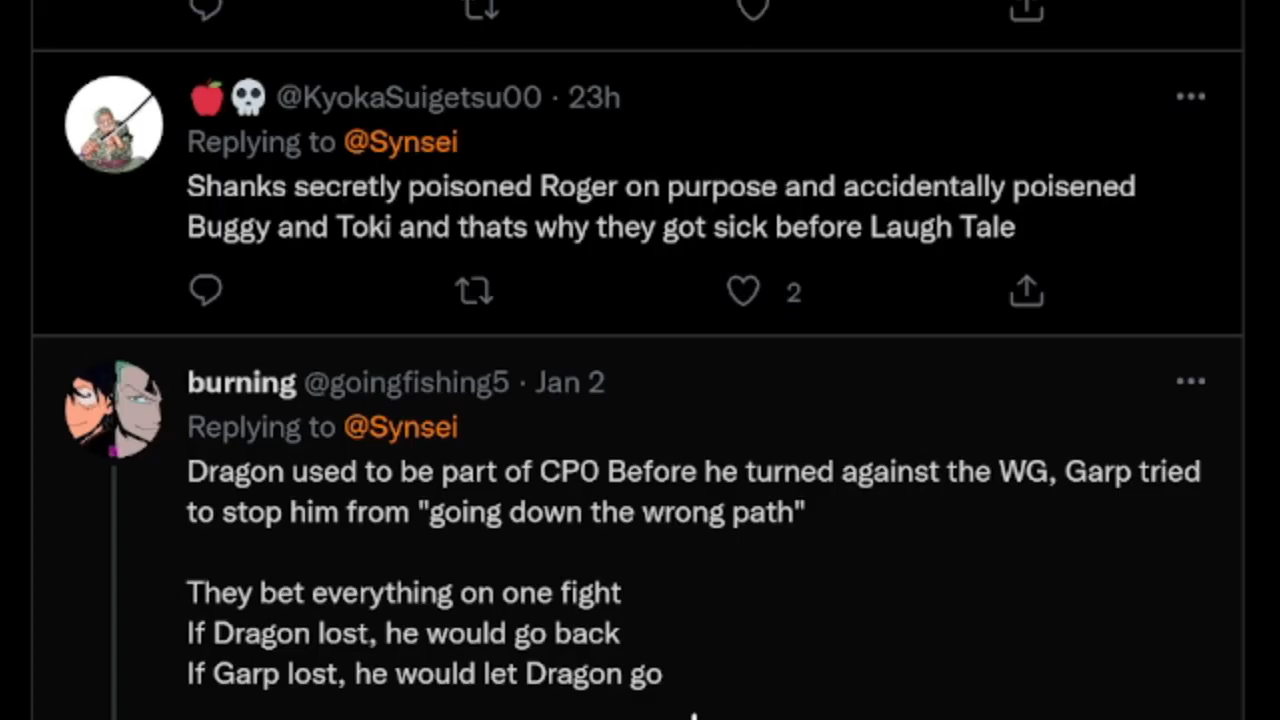 🍎💀 @KyokaSuigetsu00 · 23h
Replying to @Synsei
Shanks secretly poisoned Roger on purpose and accidentally poisened
Buggy and Toki and thats why they got sick before Laugh Tale
2
burning @goingfishing5 · Jan 2
Replying to @Synsei
Dragon used to be part of CP0 Before he turned against the WG, Garp tried
to stop him from "going down the wrong path"
They bet everything on one fight
If Dragon lost, he would go back
If Garp lost, he would let Dragon go